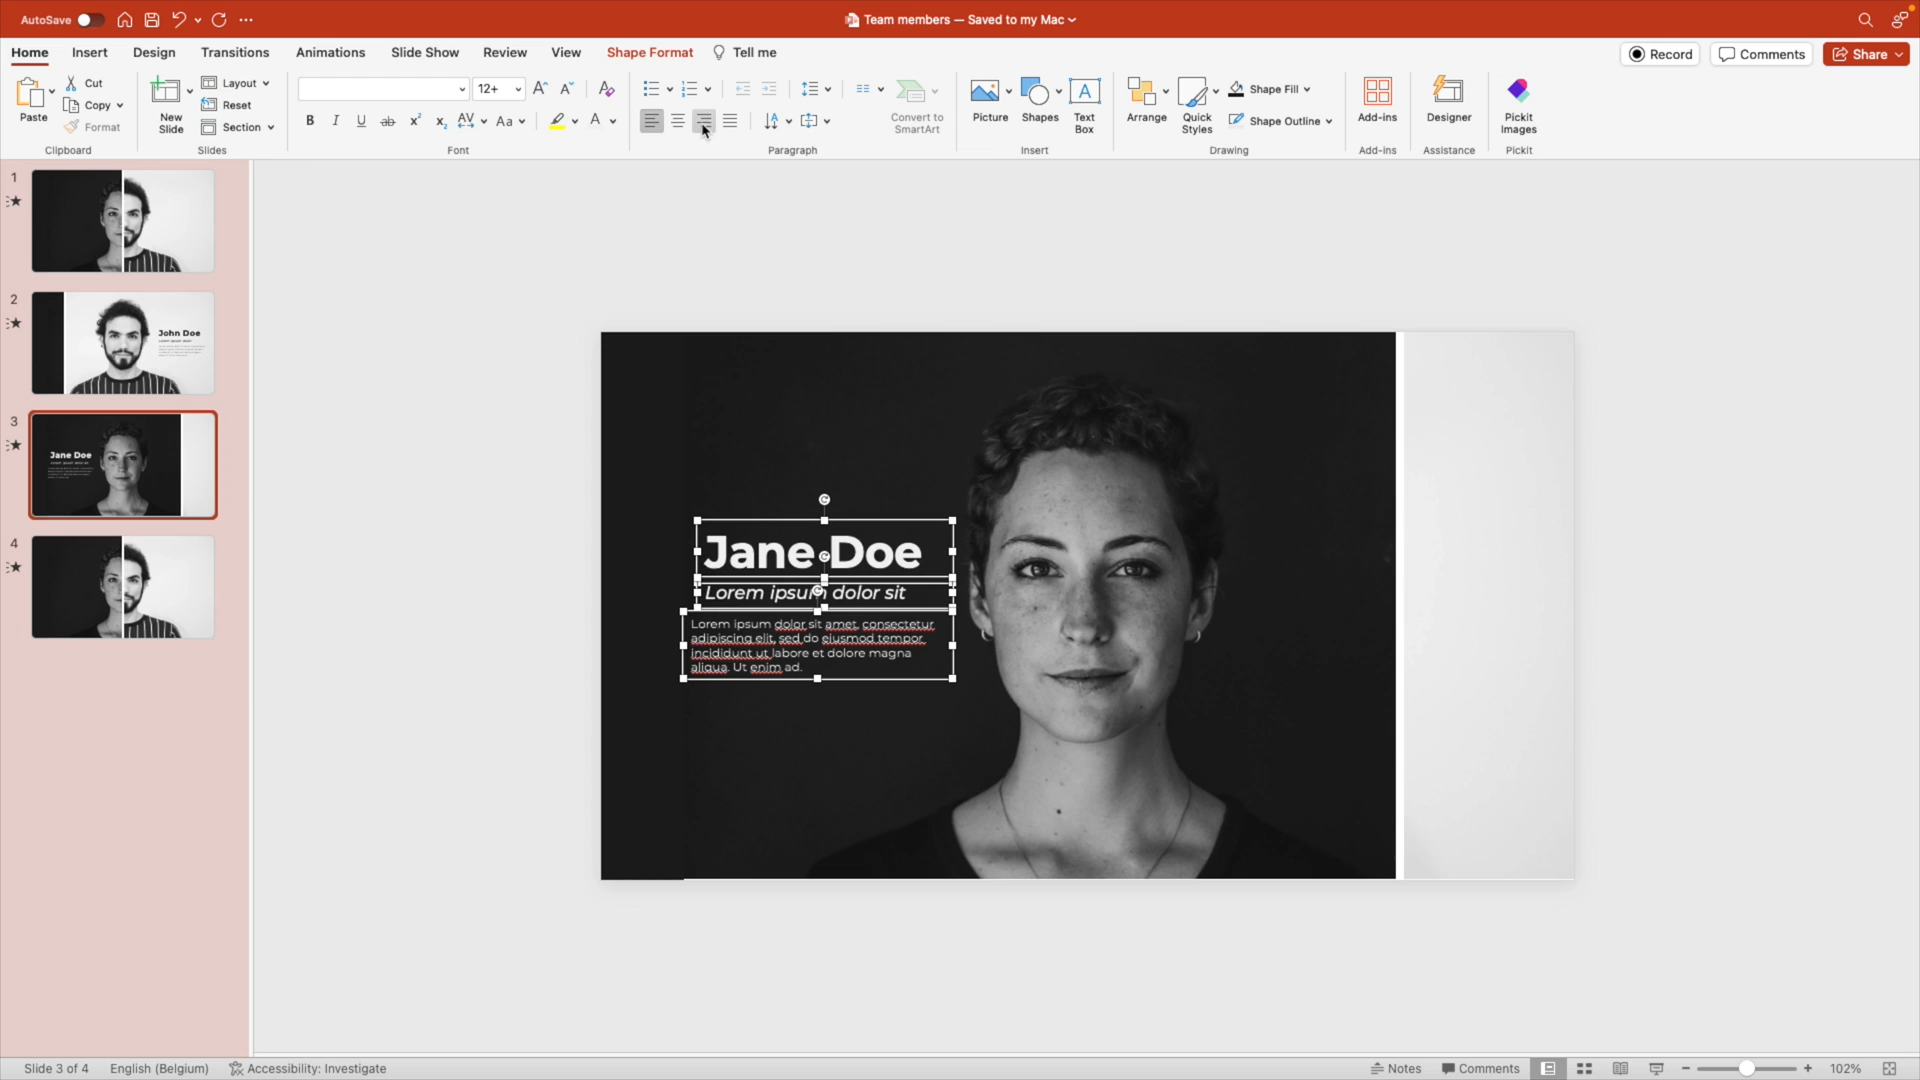 AutoSave
Team members — Saved to my Mac
Home
Insert
Design
Transitions
Animations
Slide Show
Review
View
Shape Format
Tell me
Record
Comments
Share
Paste
Cut
Copy
Format
Clipboard
New
Slide
Layout
Reset
Section
Slides
12+
Font
Paragraph
Convert to
SmartArt
Picture
Shapes
Text
Box
Insert
Arrange
Quick
Styles
Shape Fill
Shape Outline
Drawing
Add-ins
Add-ins
Designer
Assistance
Pickit
Images
Pickit
1
2
John Doe
3
Jane Doe
4
Jane Doe
Lorem ipsum dolor sit
Lorem ipsum dolor sit amet, consectetur
adipiscing elit, sed do eiusmod tempor
incididunt ut labore et dolore magna
aliqua. Ut enim ad.
Slide 3 of 4
English (Belgium)
Accessibility: Investigate
Notes
Comments
102%